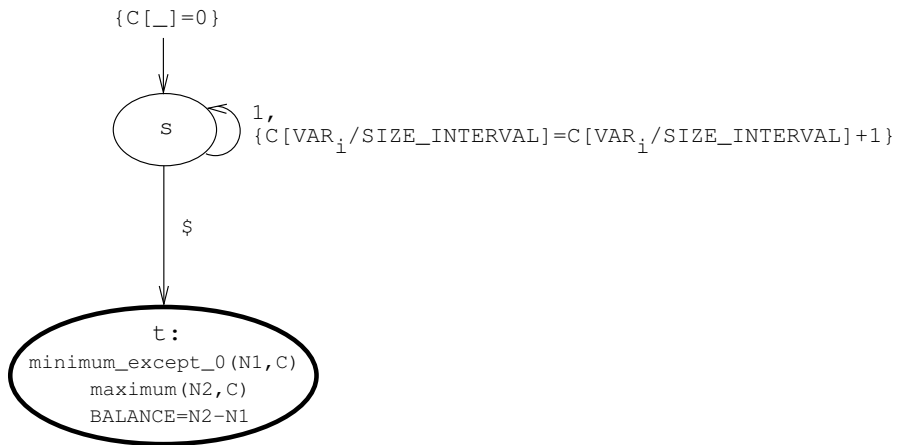 {C[_]=0}
s
1,
{C[VARi/SIZE_INTERVAL]=C[VARi/SIZE_INTERVAL]+1}
$
t:
minimum_except_0(N1,C)
maximum(N2,C)
BALANCE=N2-N1